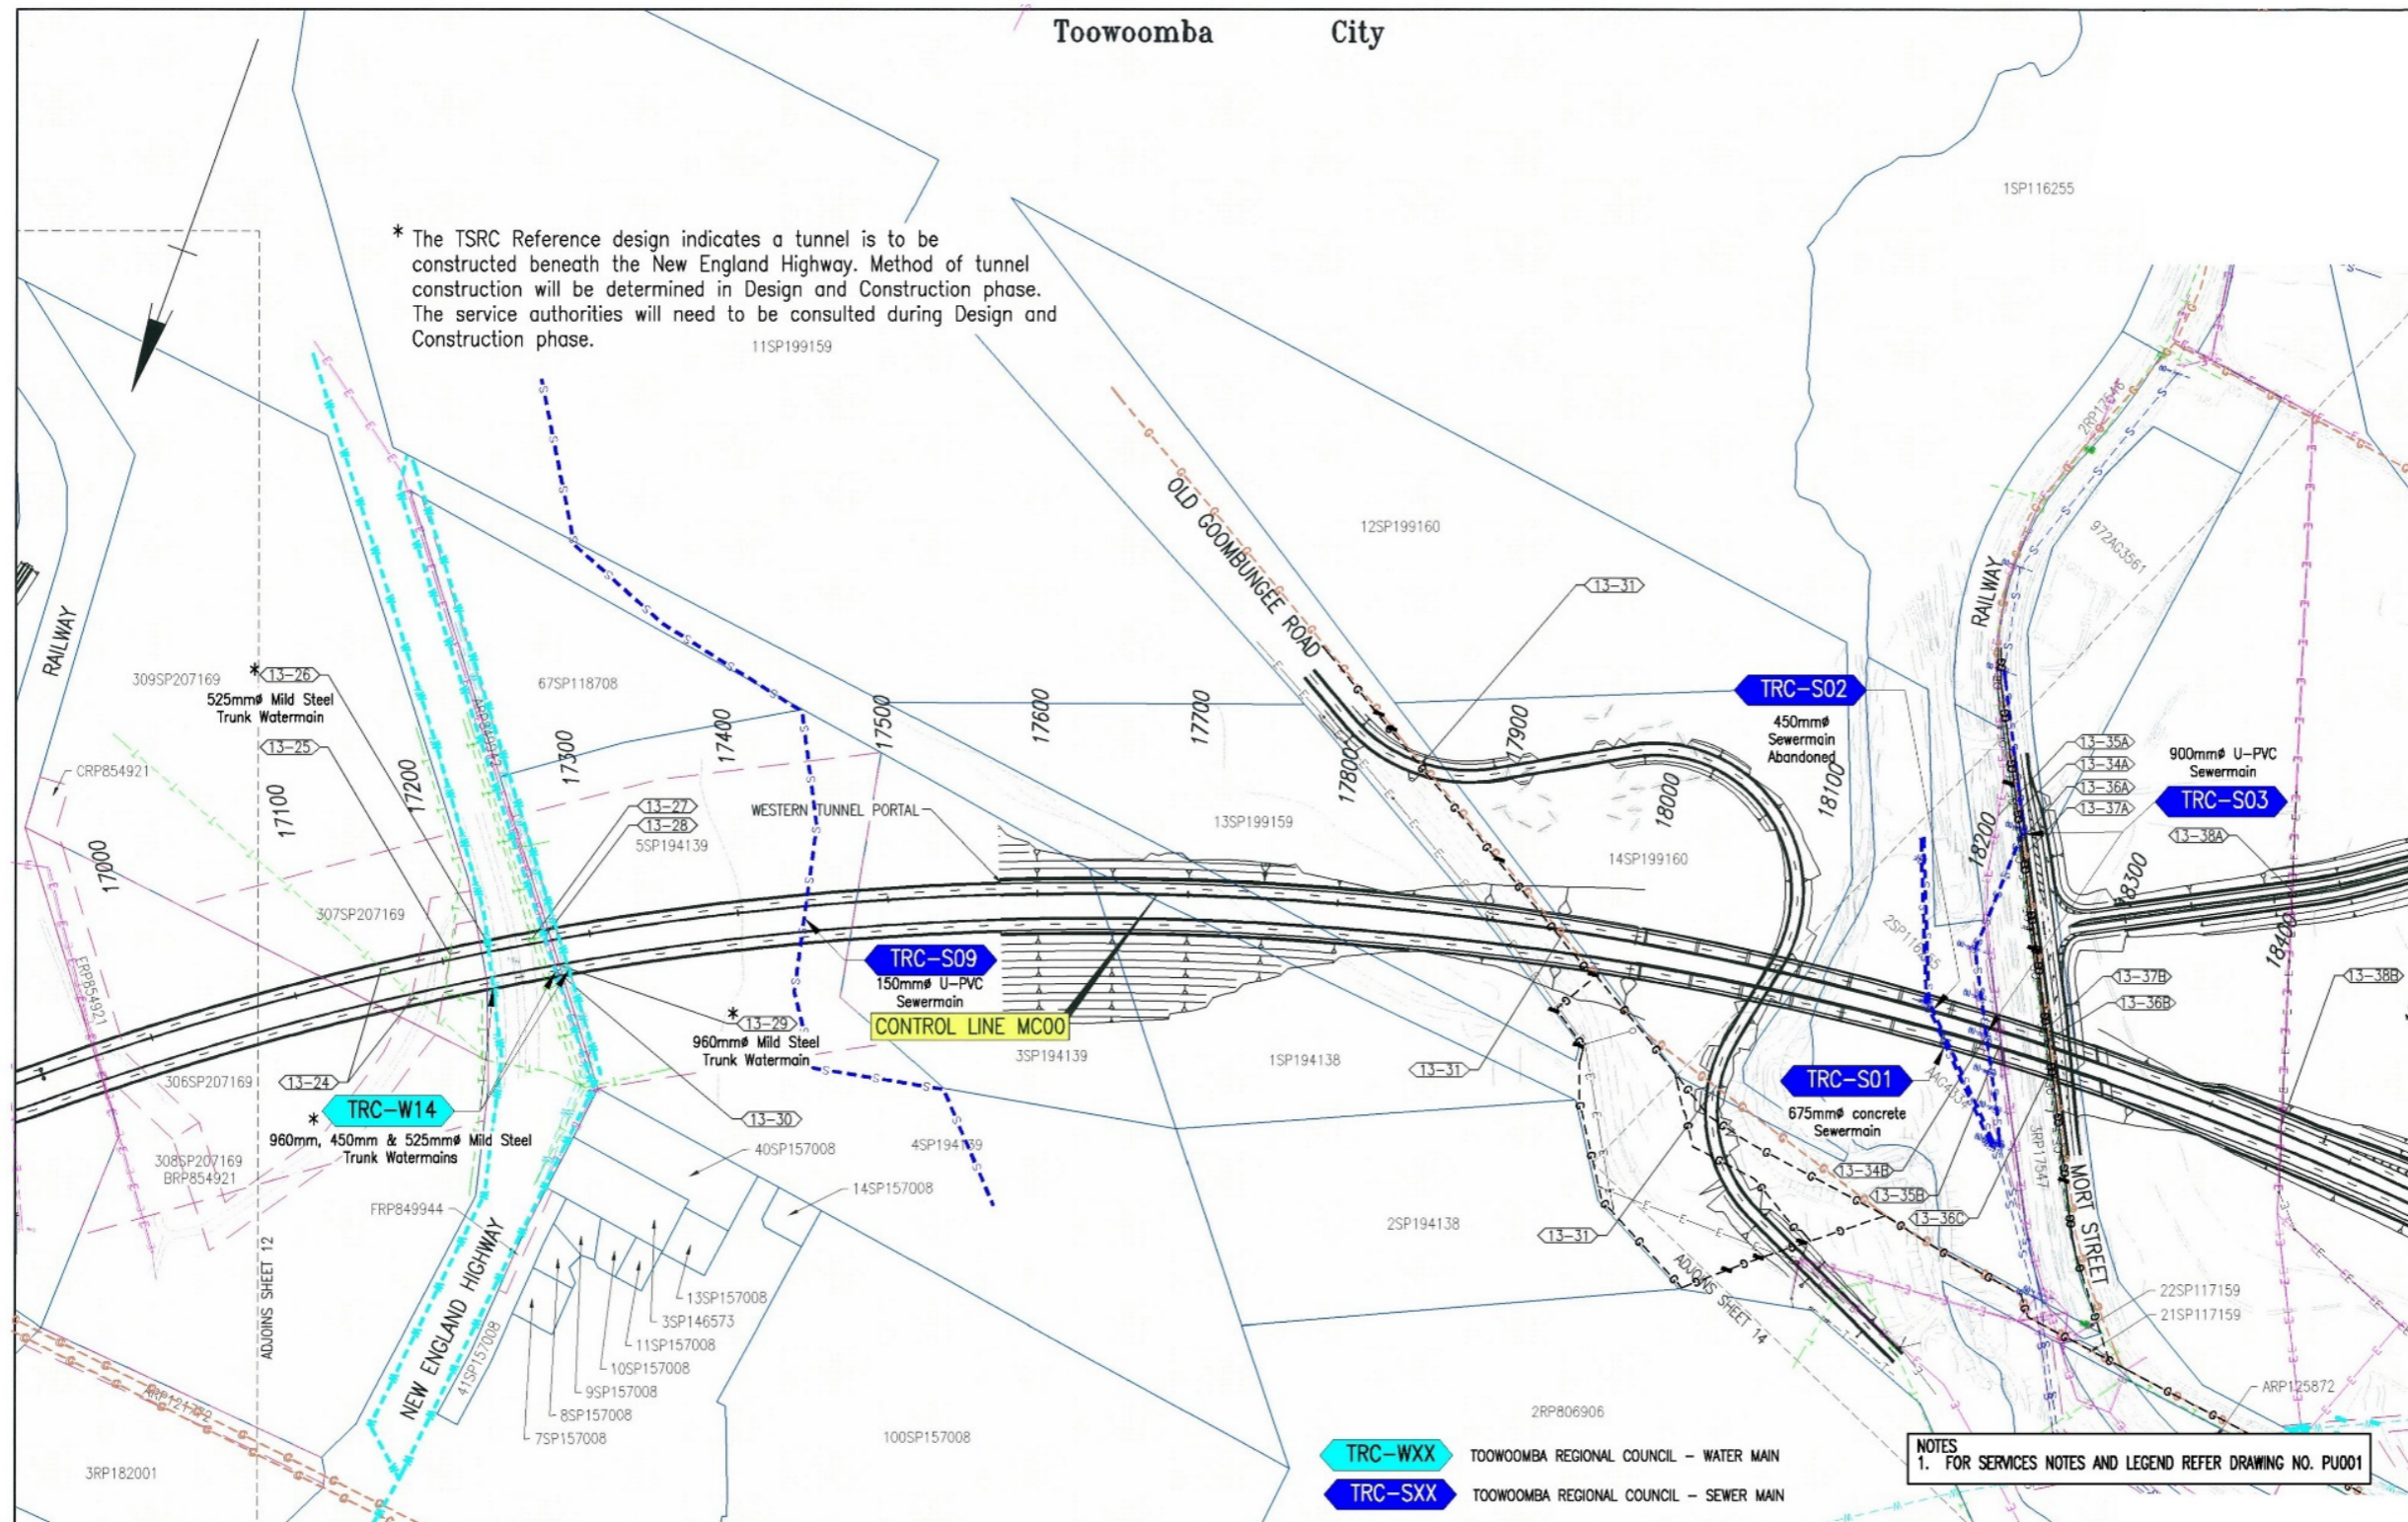 Toowoomba City
* The TSRC Reference design indicates a tunnel is to be
constructed beneath the New England Highway. Method of tunnel
construction will be determined in Design and Construction phase.
The service authorities will need to be consulted during Design and
Construction phase.
1SP116255
11SP199159
12SP199160
OLD GOOMBUNGEE ROAD
13-31
2RP17546
972AG3561
RAILWAY
RAILWAY
309SP207169
* 13-26
525mmø Mild Steel
Trunk Watermain
13-25
67SP118708
CRP854921
17000
17100
17200
17300
17400
17500
17600
17700
17800
17900
18000
18100
18200
18300
18400
TRC-S02
450mmø
Sewermain
Abandoned
13-35A
13-34A
13-36A
13-37A
900mmø U-PVC
Sewermain
TRC-S03
13-38A
13-27
13-28
5SP194139
WESTERN TUNNEL PORTAL
13SP199159
14SP199160
307SP207169
FRP854921
TRC-S09
150mmø U-PVC
Sewermain
CONTROL LINE MC00
* 13-29
960mmø Mild Steel
Trunk Watermain
3SP194139
1SP194138
13-31
13-37B
13-36B
13-38B
TRC-S01
675mmø concrete
Sewermain
306SP207169
13-24
TRC-W14
* 960mm, 450mm & 525mmø Mild Steel
Trunk Watermains
13-30
308SP207169
BRP854921
40SP157008
4SP194139
14SP157008
FRP849944
2SP194138
13-31
13-34B
13-35B
13-36C
3RP17547
MORT STREET
ADJOINS SHEET 12
NEW ENGLAND HIGHWAY
41SP157008
13SP157008
3SP146573
11SP157008
10SP157008
9SP157008
8SP157008
7SP157008
ADJOINS SHEET 14
22SP117159
21SP117159
ARP125872
ARP121772
3RP182001
100SP157008
2RP806906
TRC-WXX TOOWOOMBA REGIONAL COUNCIL - WATER MAIN
TRC-SXX TOOWOOMBA REGIONAL COUNCIL - SEWER MAIN
NOTES
1. FOR SERVICES NOTES AND LEGEND REFER DRAWING NO. PU001